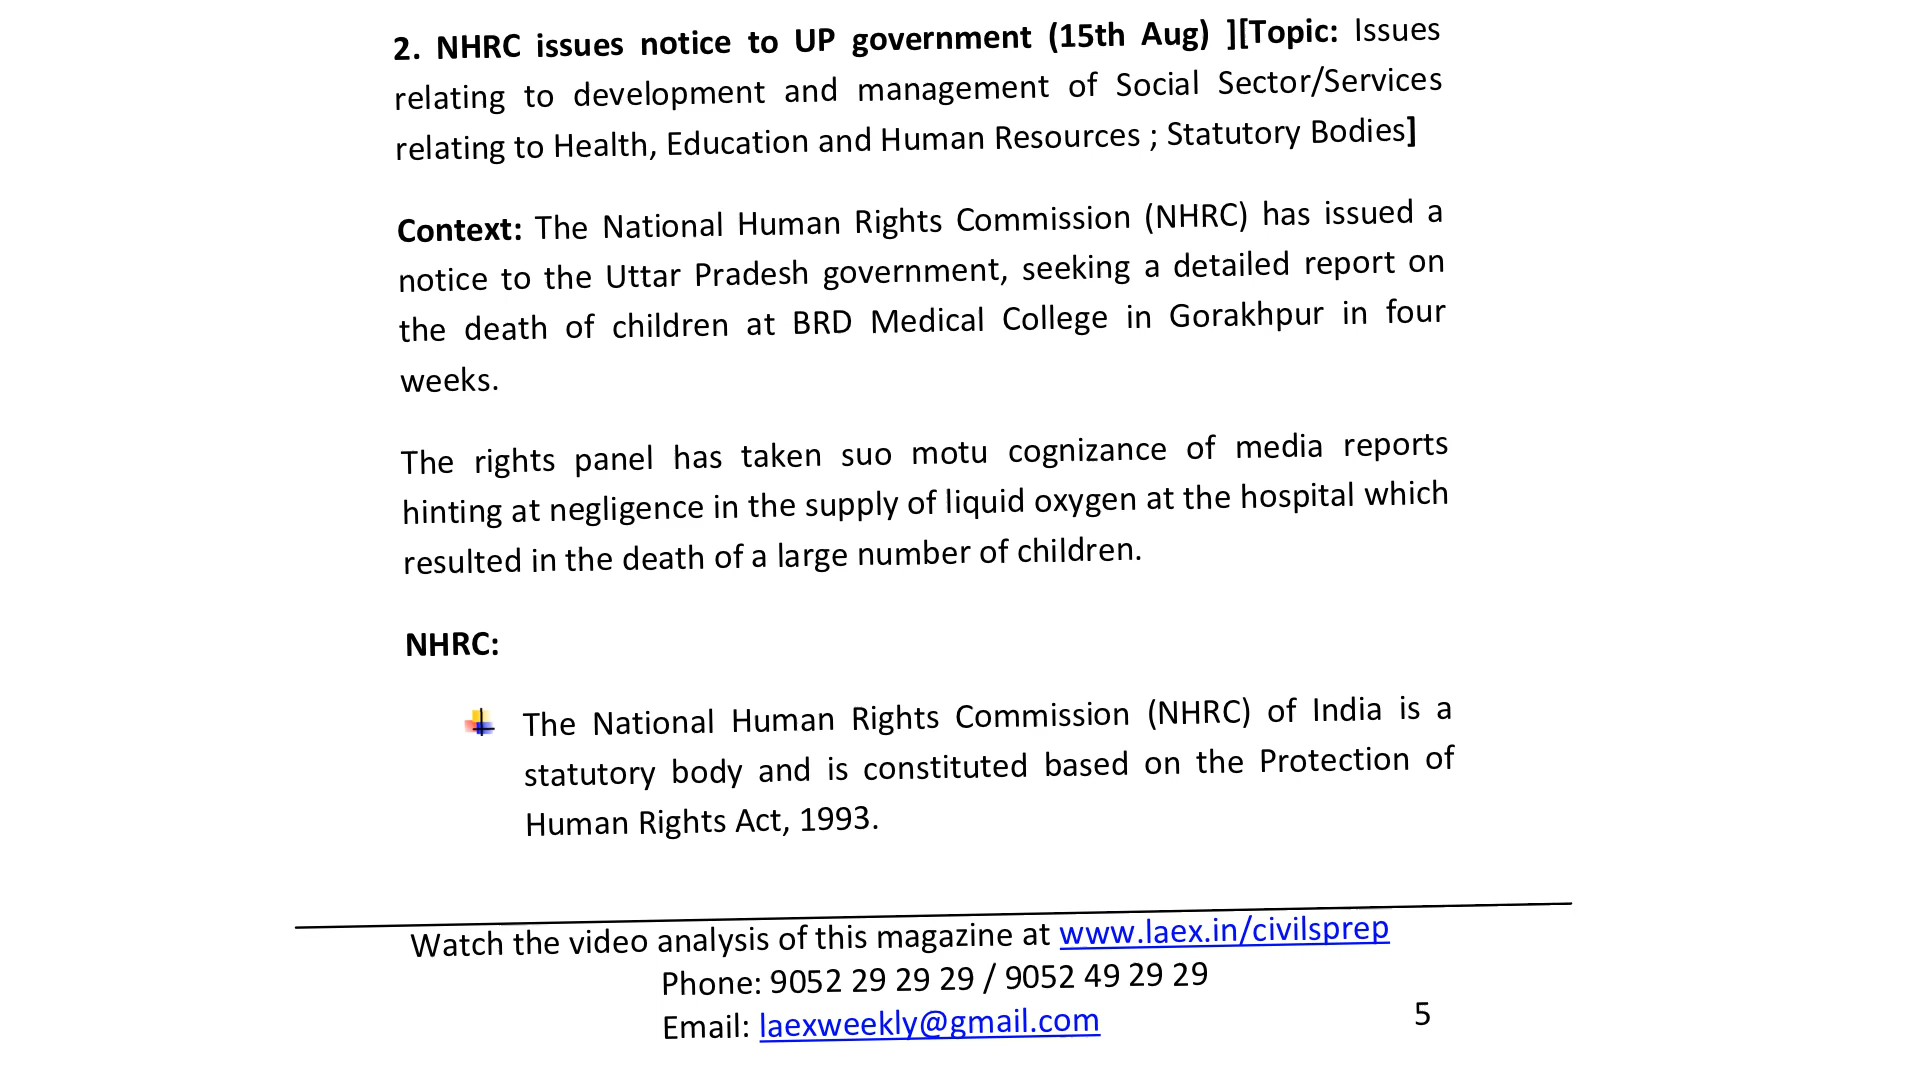 2. NHRC issues notice to UP government (15th Aug) ][Topic: Issues
relating to development and management of Social Sector/Services
relating to Health, Education and Human Resources ; Statutory Bodies]
Context: The National Human Rights Commission (NHRC) has issued a
notice to the Uttar Pradesh government, seeking a detailed report on
the death of children at BRD Medical College in Gorakhpur in four
weeks.
The rights panel has taken suo motu cognizance of media reports
hinting at negligence in the supply of liquid oxygen at the hospital which
resulted in the death of a large number of children.
NHRC:
The National Human Rights Commission (NHRC) of India is a
statutory body and is constituted based on the Protection of
Human Rights Act, 1993.
Watch the video analysis of this magazine at www.laex.in/civilsprep
Phone: 9052 29 29 29 / 9052 49 29 29
Email: laexweekly@gmail.com
5